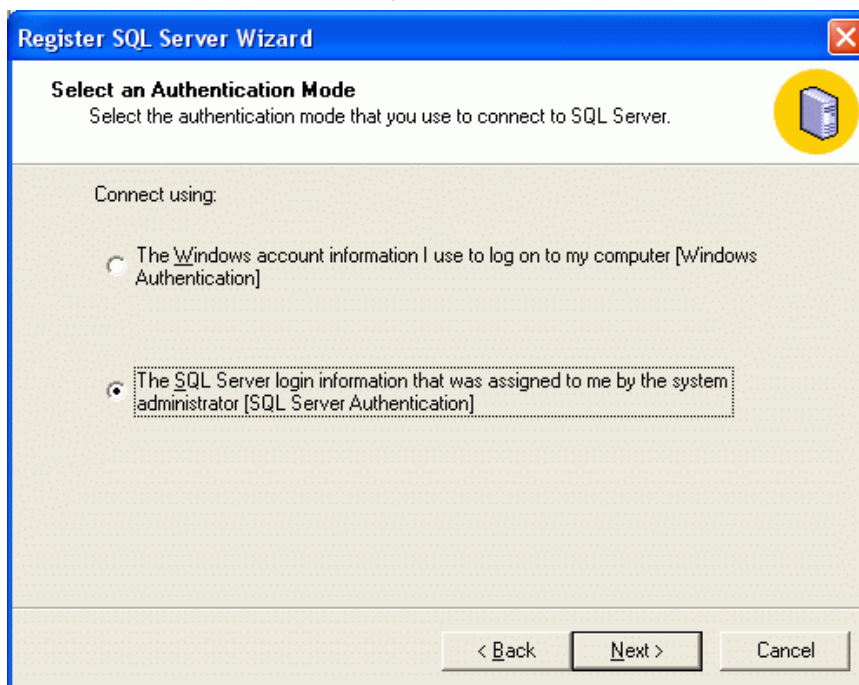 Register SQL Server Wizard
Select an Authentication Mode
Select the authentication mode that you use to connect to SQL Server.
Connect using:
The Windows account information I use to log on to my computer [Windows
Authentication]
The SQL Server login information that was assigned to me by the system
administrator [SQL Server Authentication]
< Back
Next >
Cancel